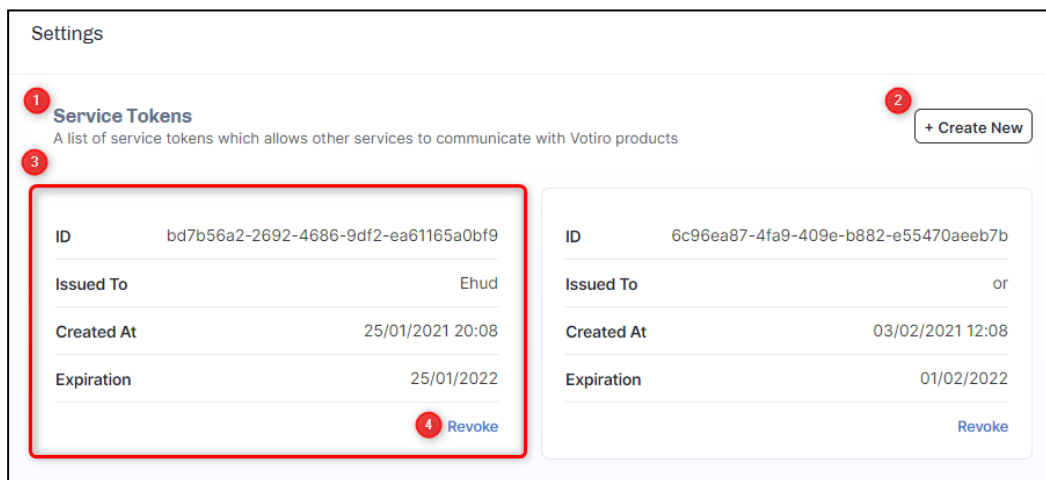 Settings
1
Service Tokens
2
+ Create New
A list of service tokens which allows other services to communicate with Votiro products
3
ID bd7b56a2-2692-4686-9df2-ea61165a0bf9
Issued To Ehud
Created At 25/01/2021 20:08
Expiration 25/01/2022
4 Revoke
ID 6c96ea87-4fa9-409e-b882-e55470aeeb7b
Issued To or
Created At 03/02/2021 12:08
Expiration 01/02/2022
Revoke